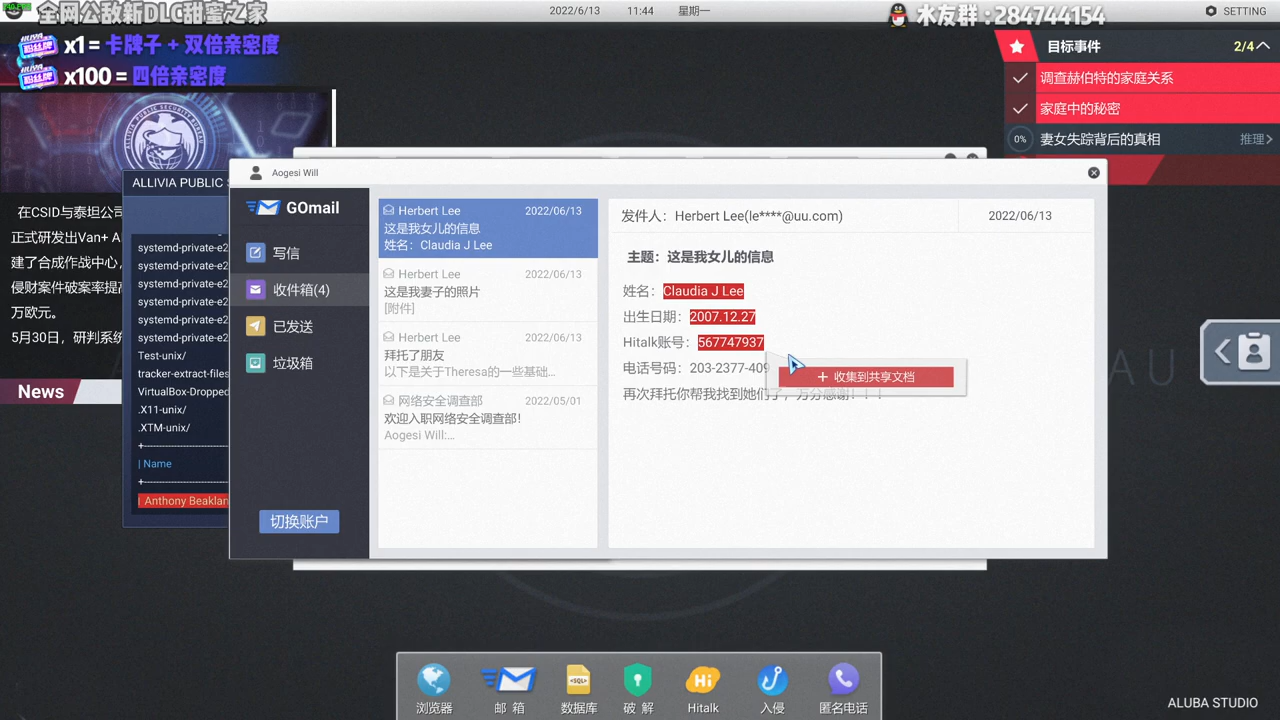 全网公敌新DLC甜蜜之家
2022/6/13
11:44
星期一
水友群:284744154
SETTING
HUYA
粉丝牌
x1 = 卡牌子 + 双倍亲密度
HUYA
粉丝牌
x100 = 四倍亲密度
目标事件
2/4
调查赫伯特的家庭关系
家庭中的秘密
0%
妻女失踪背后的真相
推理
ALLIVIA PUBLIC SECURITY BUREAU
ALLIVIA PUBLIC S
在CSID与泰坦公司
正式研发出Van+ A
建了合成作战中心,
侵财案件破案率提高
万欧元。
5月30日，研判系统
News
systemd-private-e2
systemd-private-e2
systemd-private-e2
systemd-private-e2
systemd-private-e2
systemd-private-e2
Test-unix/
tracker-extract-files
VirtualBox-Dropped
.X11-unix/
.XTM-unix/
| Name
| Anthony Beaklan
Aogesi Will
GOmail
写信
收件箱(4)
已发送
垃圾箱
切换账户
Herbert Lee
2022/06/13
这是我女儿的信息
姓名：Claudia J Lee
Herbert Lee
2022/06/13
这是我妻子的照片
[附件]
Herbert Lee
2022/06/13
拜托了朋友
以下是关于Theresa的一些基础...
网络安全调查部
2022/05/01
欢迎入职网络安全调查部！
Aogesi Will:...
发件人：Herbert Lee(le****@uu.com)
2022/06/13
主题：这是我女儿的信息
姓名：Claudia J Lee
出生日期：2007.12.27
Hitalk账号：567747937
电话号码：203-2377-409
+ 收集到共享文档
再次拜托你帮我找到她们了，万分感谢！！！
AU
<SQL>
Hi
浏览器
邮 箱
数据库
破 解
Hitalk
入侵
匿名电话
ALUBA STUDIO